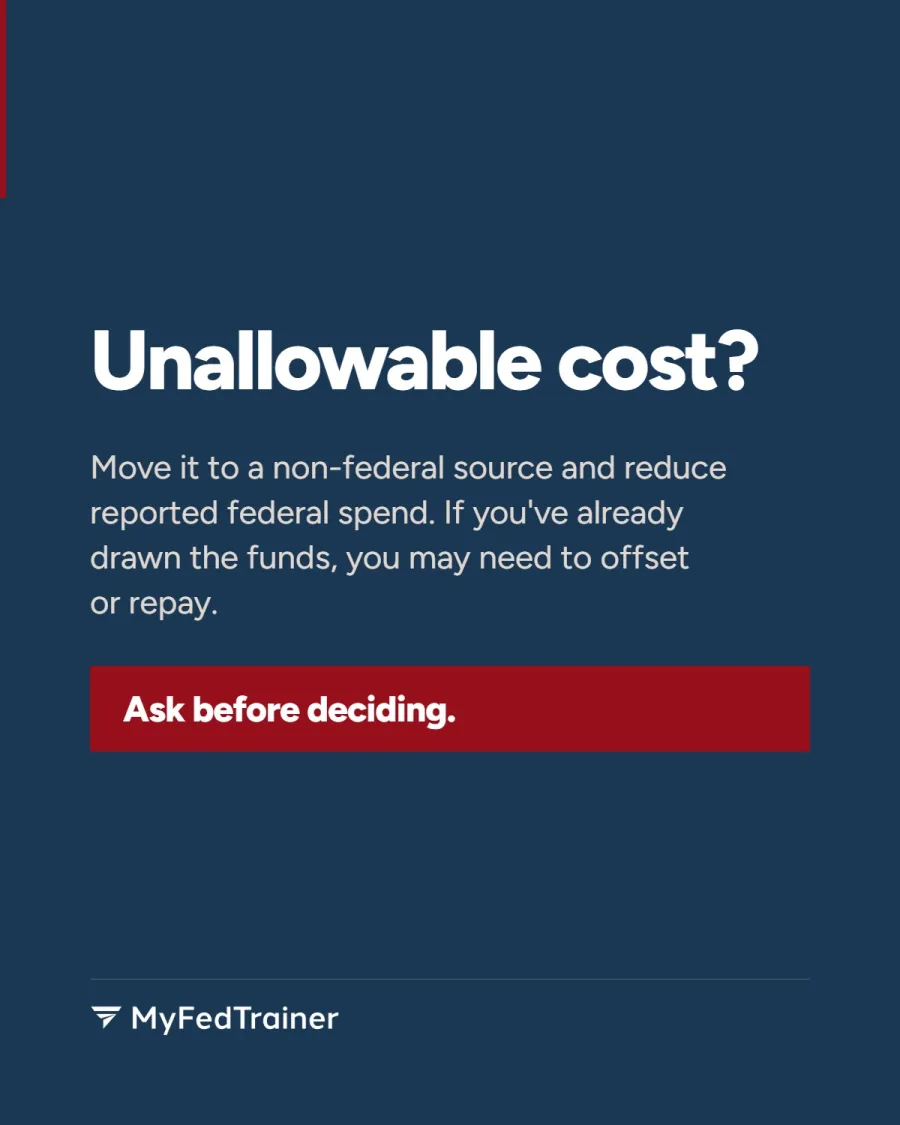 Unallowable cost?
Move it to a non-federal source and reduce
reported federal spend. If you've already
drawn the funds, you may need to offset
or repay.
Ask before deciding.
MyFedTrainer